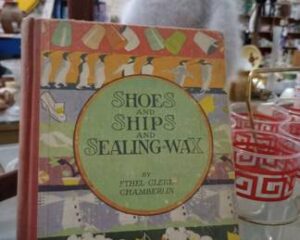 SHOES
AND
SHIPS
AND
SEALING-WAX
BY
ETHEL CLERE
CHAMBERLIN